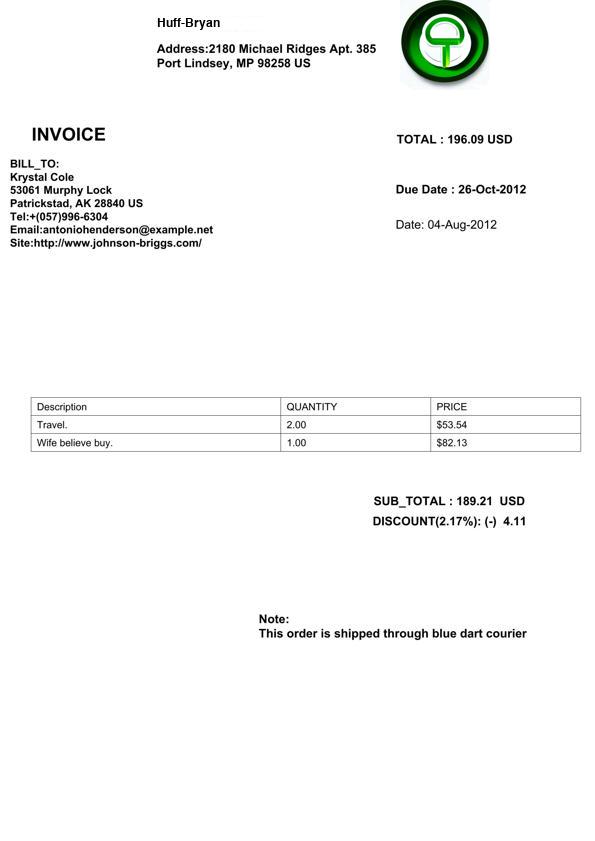 Huff-Bryan
Address:2180 Michael Ridges Apt. 385
Port Lindsey, MP 98258 US
INVOICE
TOTAL : 196.09 USD
BILL_TO:
Krystal Cole
53061 Murphy Lock
Patrickstad, AK 28840 US
Tel:+(057)996-6304
Email:antoniohenderson@example.net
Site:http://www.johnson-briggs.com/
Due Date : 26-Oct-2012
Date: 04-Aug-2012
Description QUANTITY PRICE
Travel. 2.00 $53.54
Wife believe buy. 1.00 $82.13
SUB_TOTAL : 189.21 USD
DISCOUNT(2.17%): (-) 4.11
Note:
This order is shipped through blue dart courier